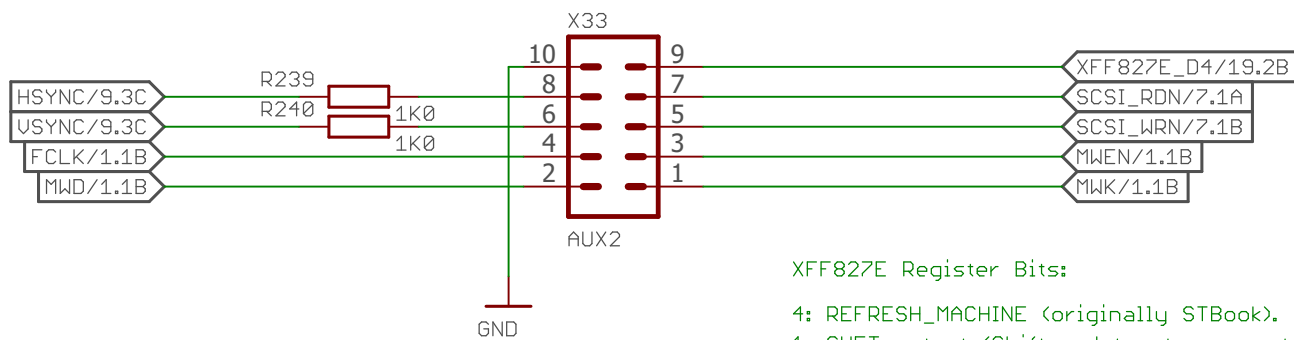 X33
10 9
R239 XFF827E_D4/19.2B
HSYNC/9.3C 8 7 SCSI_RDN/7.1A
R240 1K0
VSYNC/9.3C 6 5 SCSI_WRN/7.1B
1K0
FCLK/1.1B 4 3 MWEN/1.1B
MWD/1.1B 2 1 MWK/1.1B
AUX2
XFF827E Register Bits:
4: REFRESH_MACHINE (originally STBook).
GND